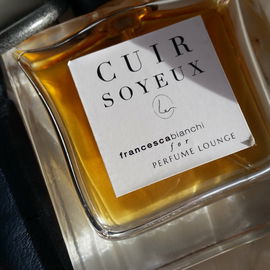 CUIR
SOYEUX
francescabianchi
for
PERFUME LOUNGE